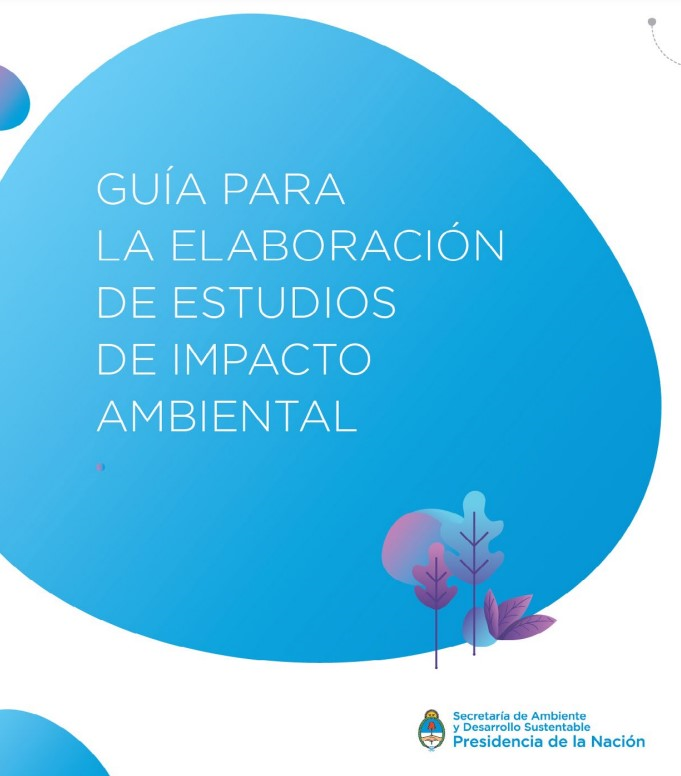 GUÍA PARA
LA ELABORACIÓN
DE ESTUDIOS
DE IMPACTO
AMBIENTAL
Secretaría de Ambiente
y Desarrollo Sustentable
Presidencia de la Nación